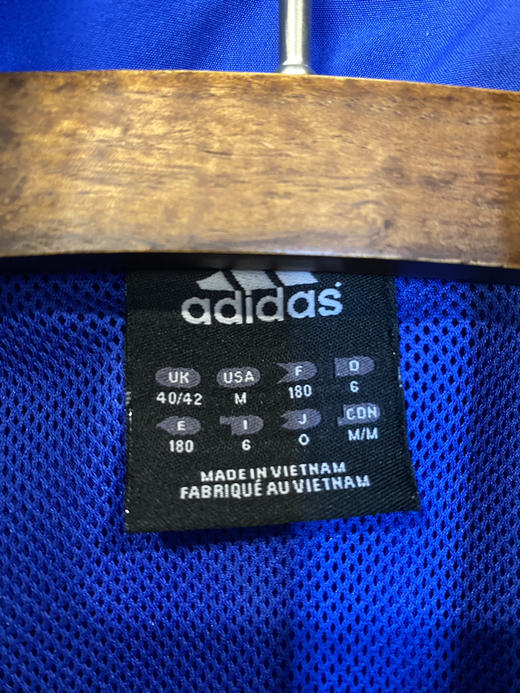 adidas
UK USA F D
40/42 M 180 6
E I J CDN
180 6 O M/M
MADE IN VIETNAM
FABRIQUÉ AU VIETNAM